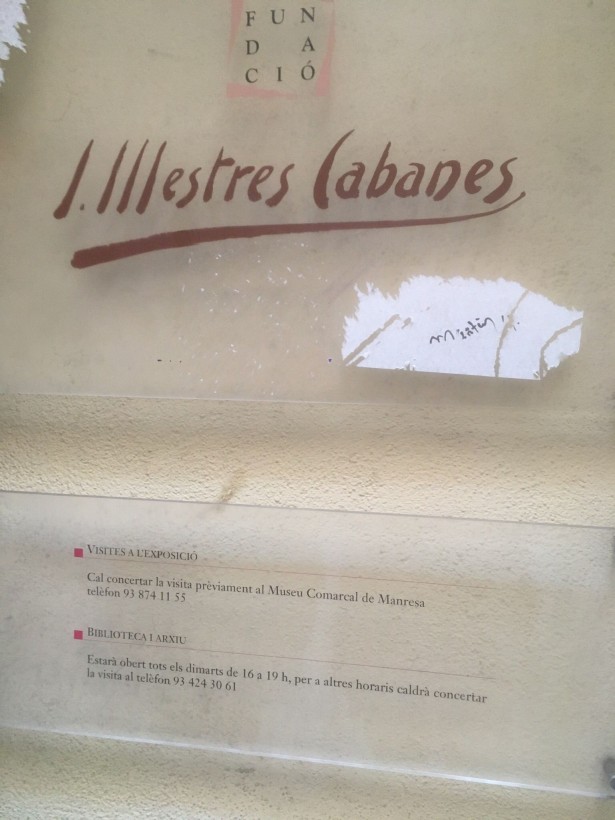 FUN
D A
CIÓ
J. Mestres Cabanes
VISITES A L'EXPOSICIÓ
Cal concertar la visita prèviament al Museu Comarcal de Manresa
telèfon 93 874 11 55
BIBLIOTECA I ARXIU
Estarà obert tots els dimarts de 16 a 19 h, per a altres horaris caldrà concertar
la visita al telèfon 93 424 30 61